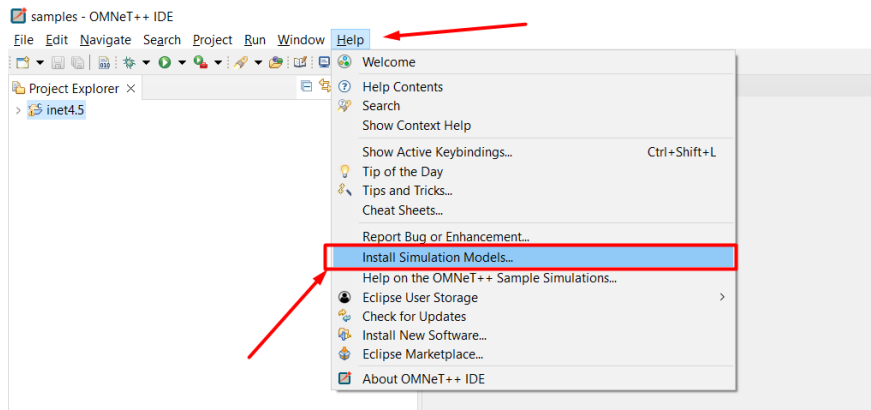 samples - OMNeT++ IDE
File Edit Navigate Search Project Run Window Help
Project Explorer
inet4.5
Welcome
Help Contents
Search
Show Context Help
Show Active Keybindings... Ctrl+Shift+L
Tip of the Day
Tips and Tricks...
Cheat Sheets...
Report Bug or Enhancement...
Install Simulation Models...
Help on the OMNeT++ Sample Simulations...
Eclipse User Storage
Check for Updates
Install New Software...
Eclipse Marketplace...
About OMNeT++ IDE